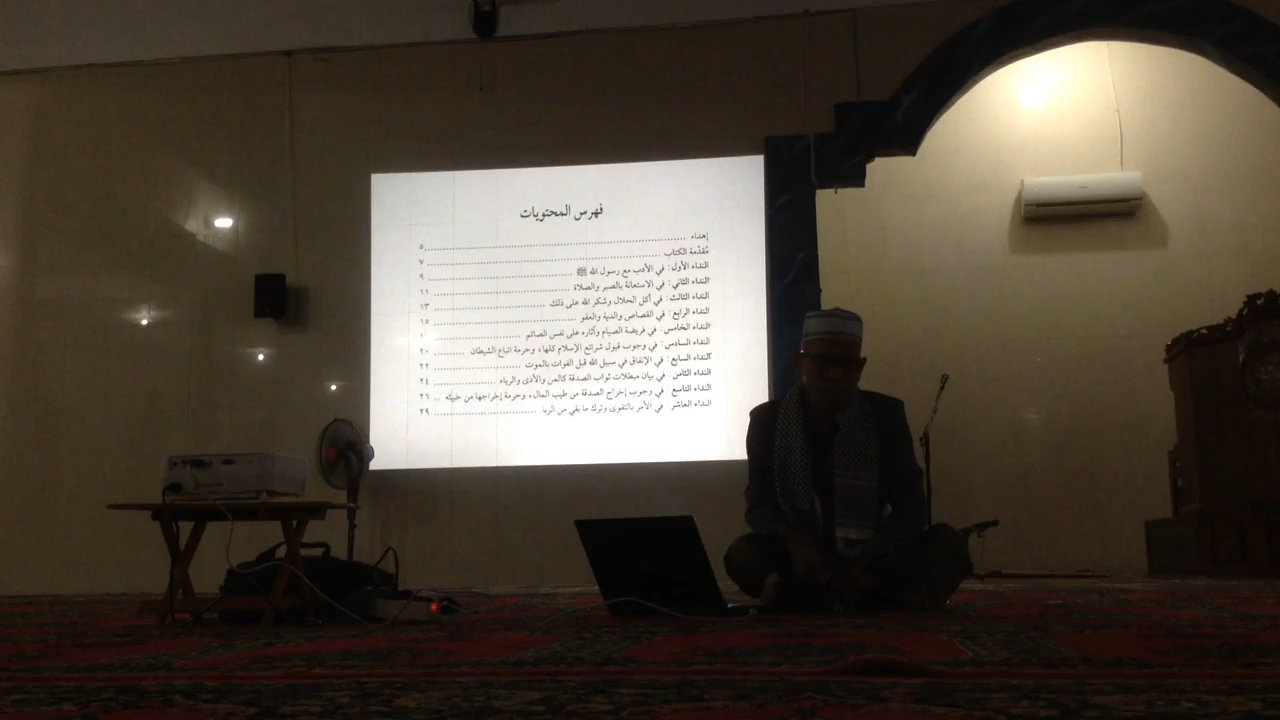 فهرس المحتويات
إهداء ..... ٥
مُقدّمة الكتاب ..... ٧
النداء الأول: في الأدب مع رسول الله ﷺ ..... ٩
النداء الثاني: في الاستعانة بالصبر والصلاة ..... ١١
النداء الثالث: في أكل الحلال وشكر الله على ذلك ..... ١٣
النداء الرابع: في القصاص والدية والعفو ..... ١٥
النداء الخامس: في فريضة الصيام وآثاره على نفس الصائم .....
النداء السادس: في وجوب قبول شرائع الإسلام كلها، وحرمة اتباع الشيطان ..... ٢٠
النداء السابع: في الإنفاق في سبيل الله قبل الفوات بالموت ..... ٢٢
النداء الثامن: في بيان مبطلات ثواب الصدقة كالمن والأذى والرياء ..... ٢٤
النداء التاسع: في وجوب إخراج الصدقة من طيب المال، وحرمة إخراجها من خبيثه .. ٢٦
النداء العاشر: في الأمر بالتقوى وترك ما بقي من الربا ..... ٢٩